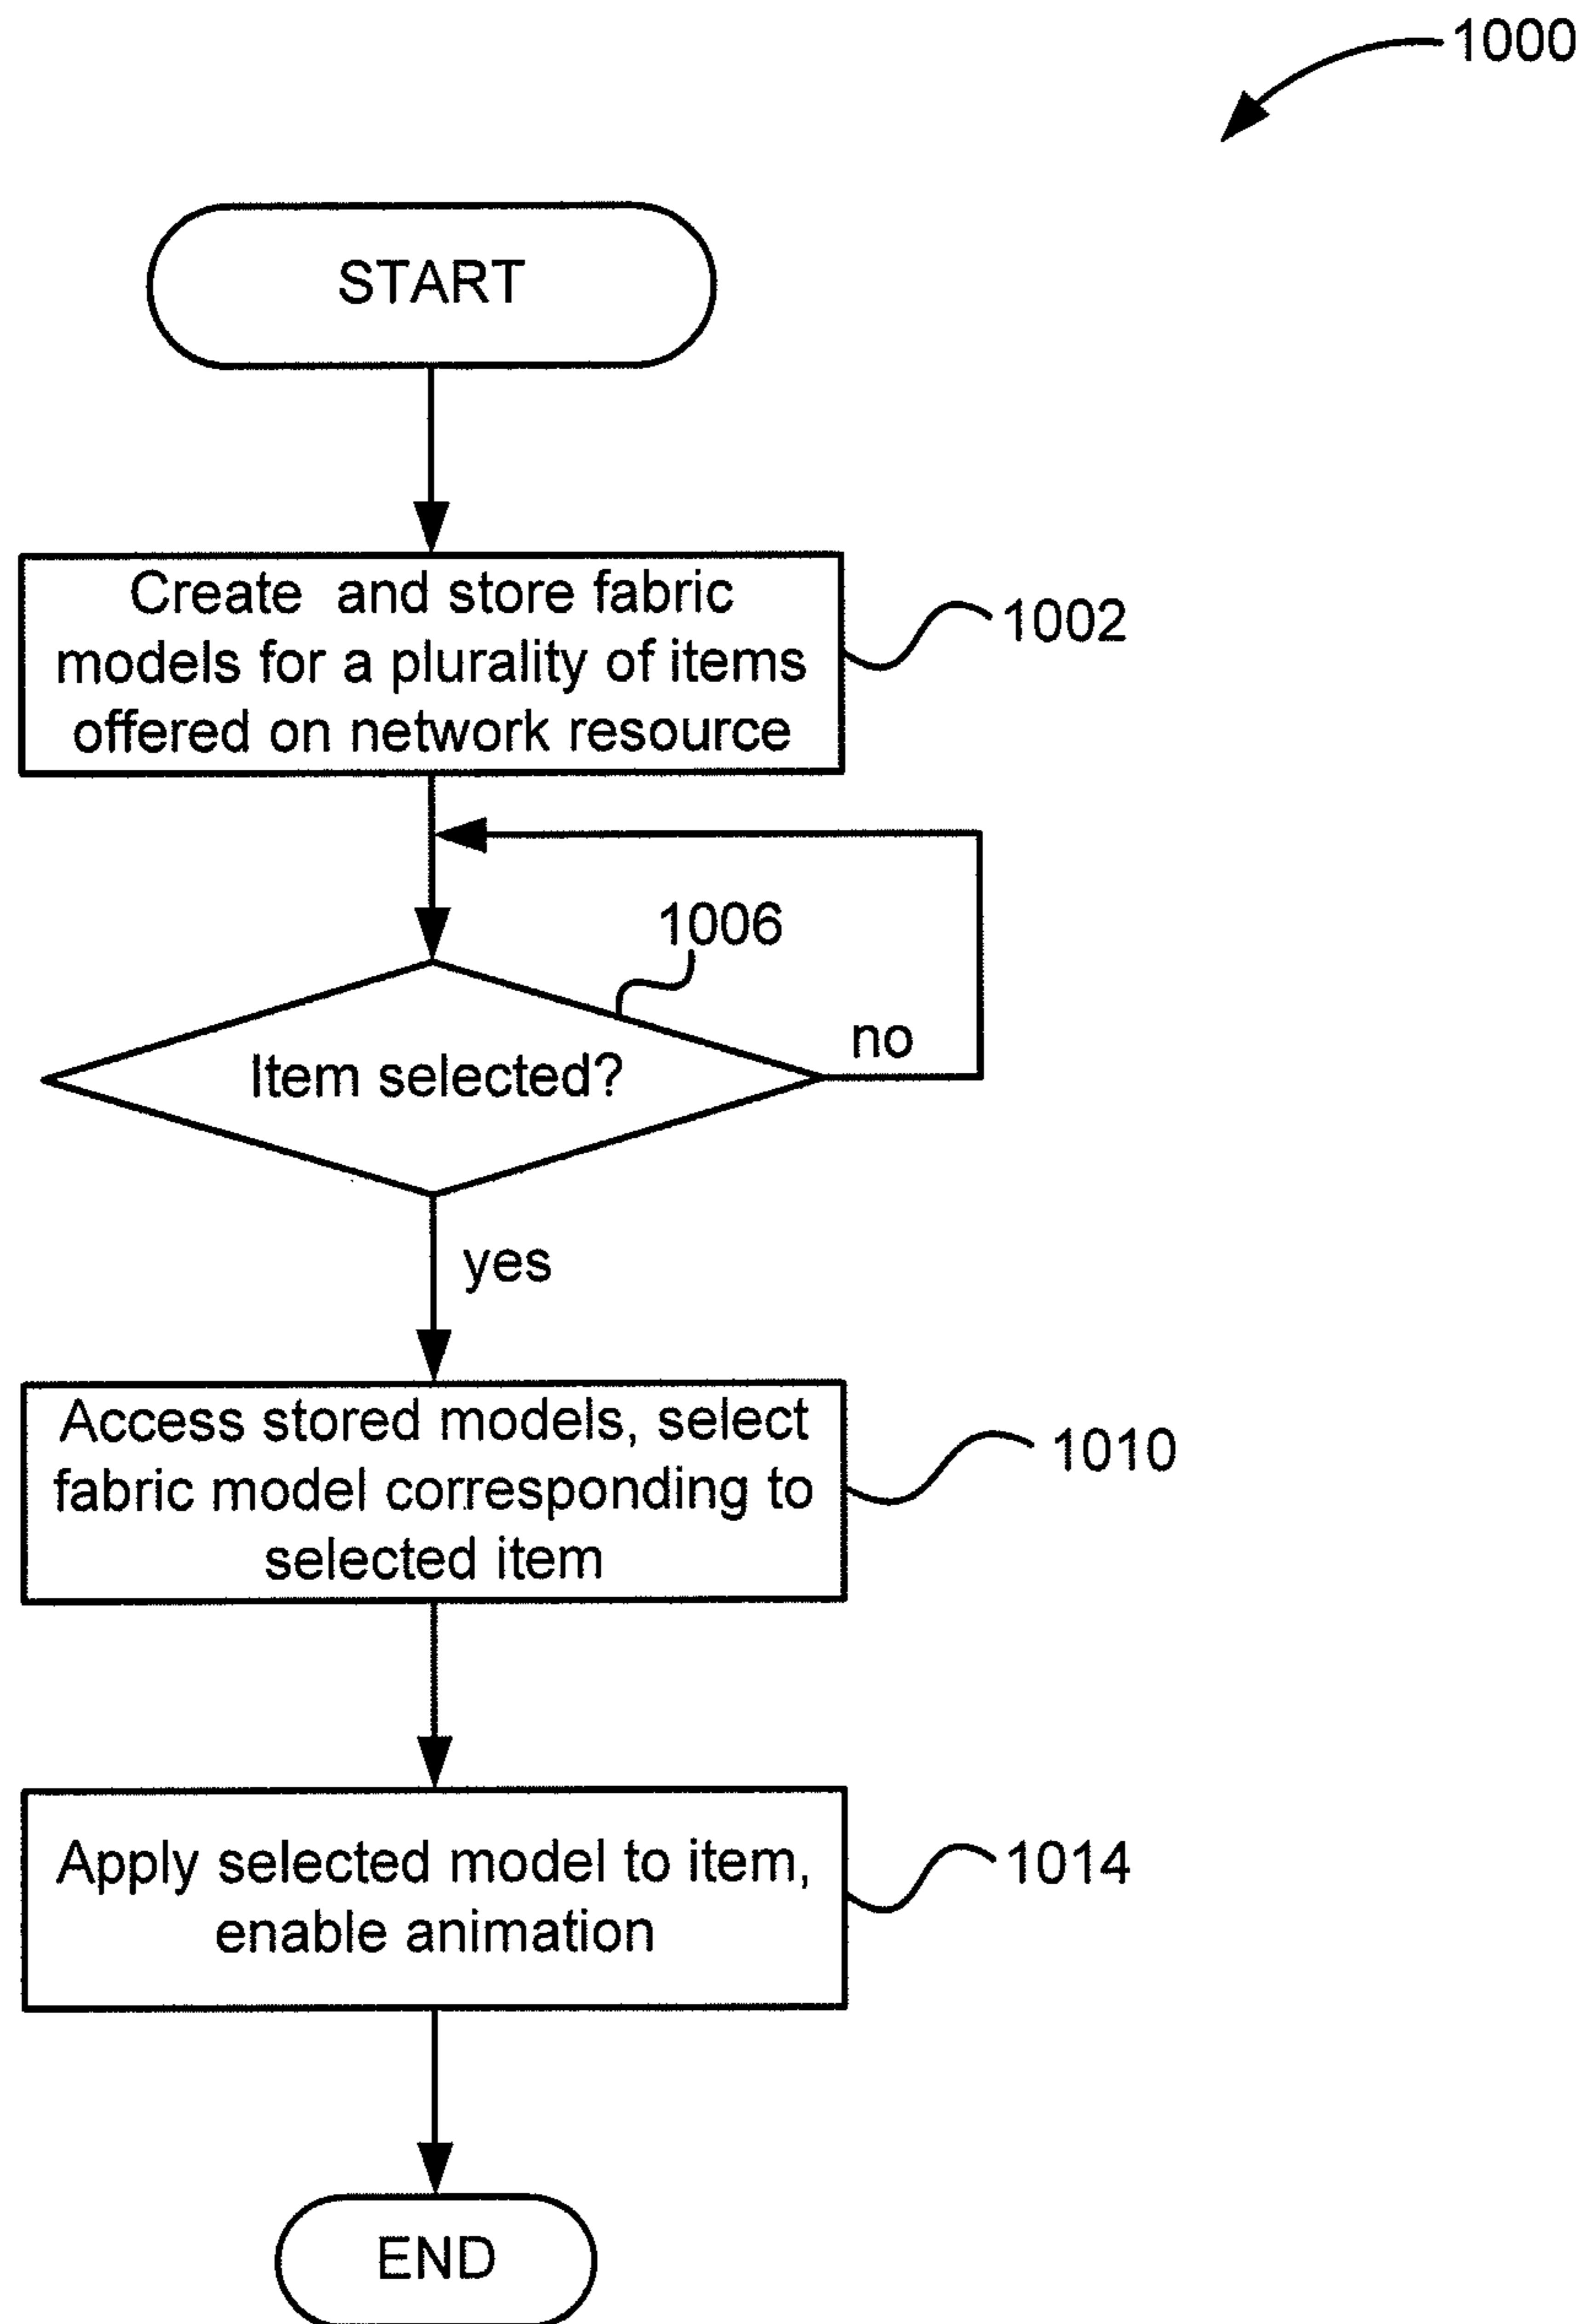 1000
START
Create and store fabric
models for a plurality of items
offered on network resource
1002
1006
Item selected?
no
yes
Access stored models, select
fabric model corresponding to
selected item
1010
Apply selected model to item,
enable animation
1014
END